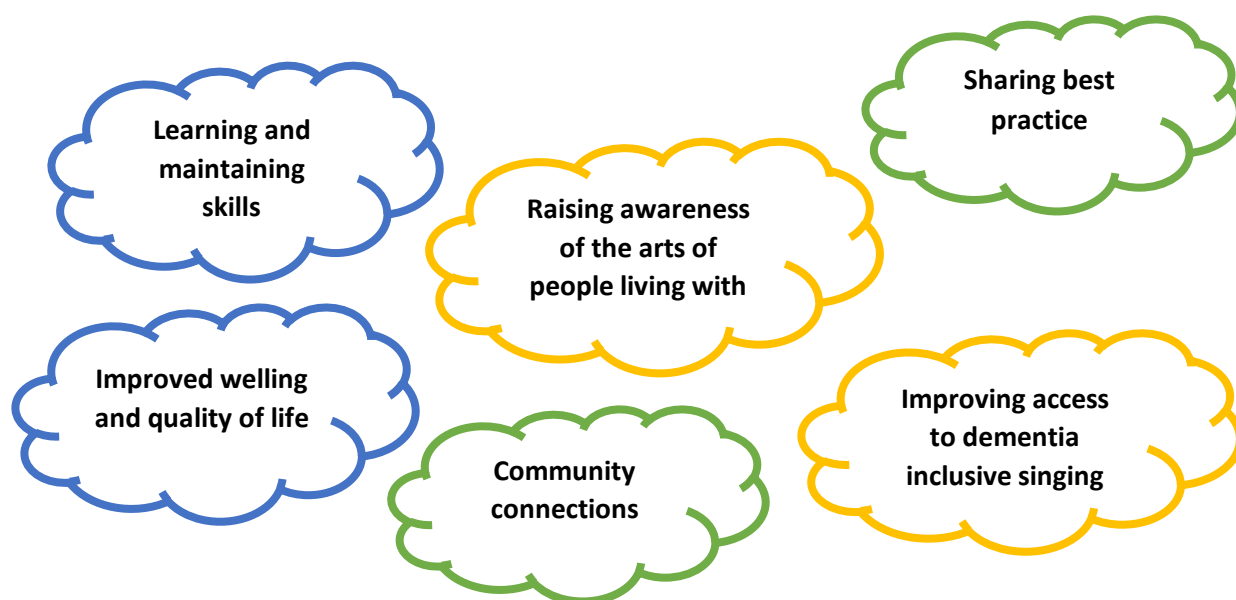 Learning and
maintaining
skills
Raising awareness
of the arts of
people living with
Sharing best
practice
Improved welling
and quality of life
Community
connections
Improving access
to dementia
inclusive singing